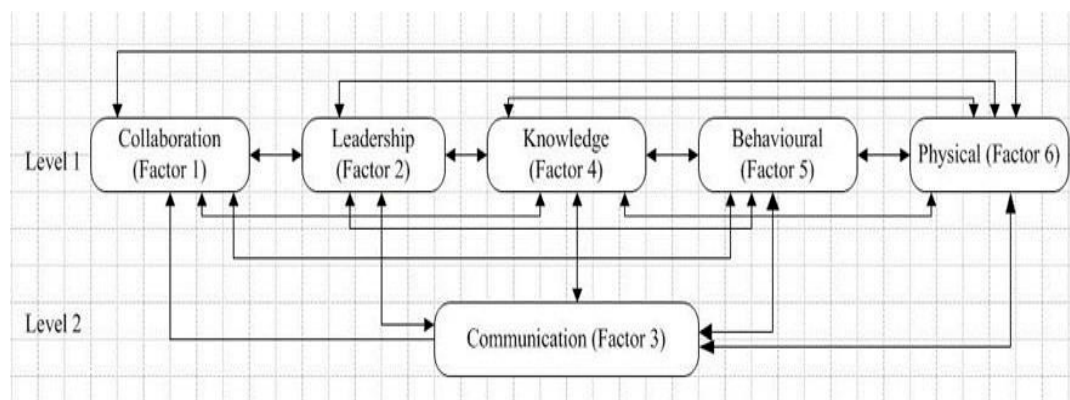 Level 1
Collaboration
(Factor 1)
Leadership
(Factor 2)
Knowledge
(Factor 4)
Behavioural
(Factor 5)
Physical (Factor 6)
Level 2
Communication (Factor 3)